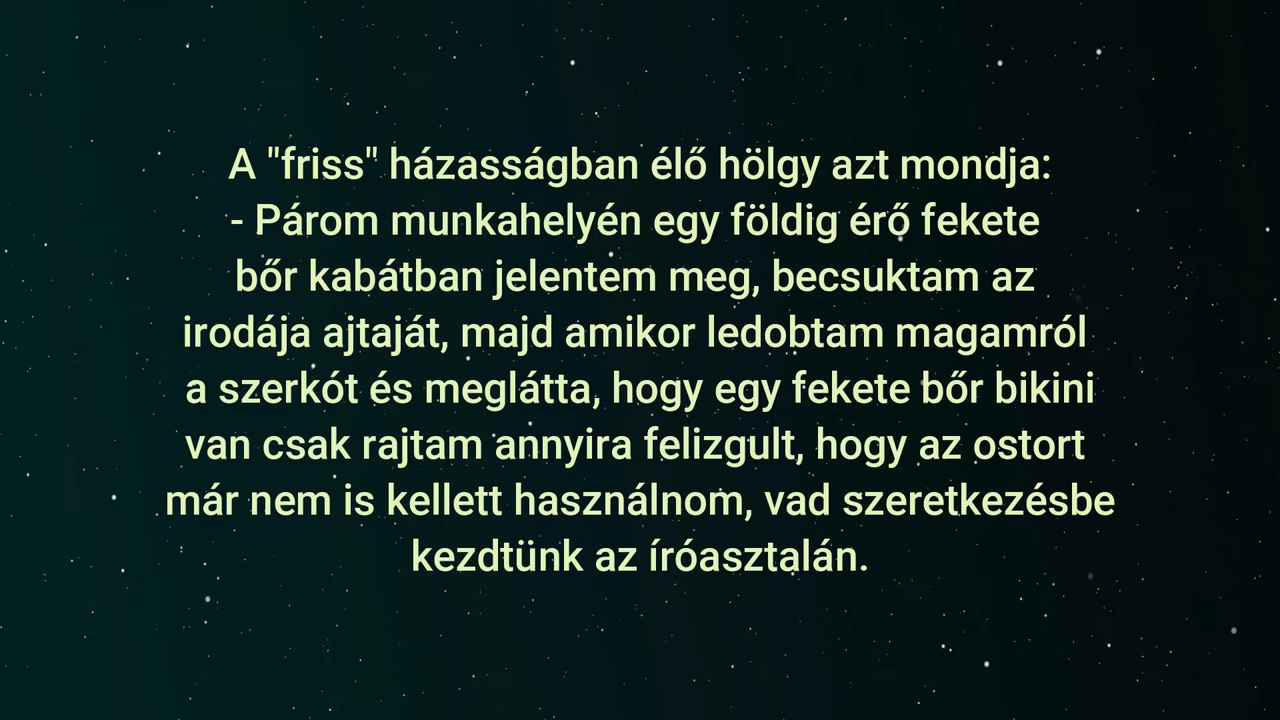 A "friss" házasságban élő hölgy azt mondja:
- Párom munkahelyén egy földig érő fekete
bőr kabátban jelentem meg, becsuktam az
irodája ajtaját, majd amikor ledobtam magamról
a szerkót és meglátta, hogy egy fekete bőr bikini
van csak rajtam annyira felizgult, hogy az ostort
már nem is kellett használnom, vad szeretkezésbe
kezdtünk az íróasztalán.